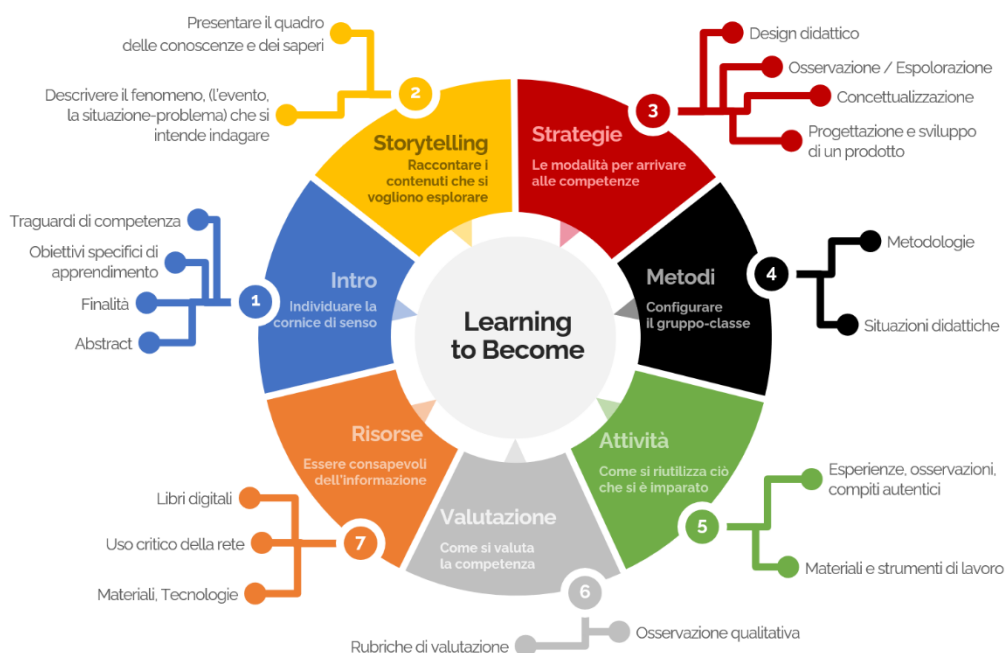 Presentare il quadro
delle conoscenze e dei saperi
Descrivere il fenomeno, (l'evento,
la situazione-problema) che si
intende indagare
2
Storytelling
Raccontare i
contenuti che si
vogliono esplorare
Design didattico
Osservazione / Espolorazione
Concettualizzazione
Progettazione e sviluppo
di un prodotto
3
Strategie
Le modalità per arrivare
alle competenze
Traguardi di competenza
Obiettivi specifici di
apprendimento
Finalità
Abstract
1
Intro
Individuare la
cornice di senso
Learning
to Become
Metodi
Configurare
il gruppo-classe
4
Metodologie
Situazioni didattiche
Risorse
Essere consapevoli
dell'informazione
7
Libri digitali
Uso critico della rete
Materiali, Tecnologie
Valutazione
Come si valuta
la competenza
6
Rubriche di valutazione
Osservazione qualitativa
Attività
Come si riutilizza ciò
che si è imparato
5
Esperienze, osservazioni,
compiti autentici
Materiali e strumenti di lavoro